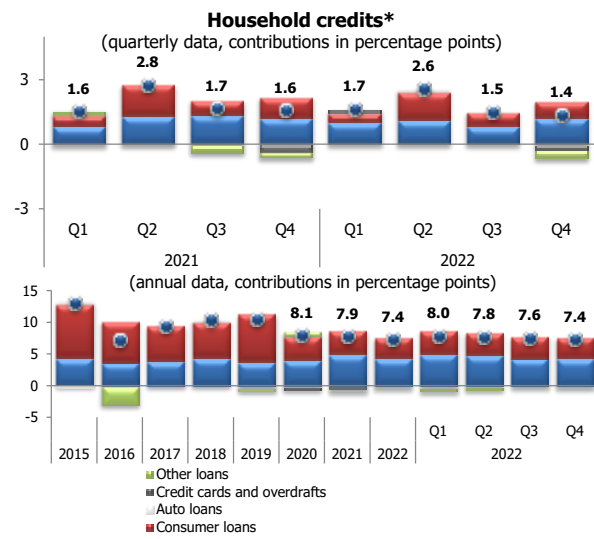 Household credits*
(quarterly data, contributions in percentage points)
3
0
-3
1.6
2.8
1.7
1.6
1.7
2.6
1.5
1.4
Q1 Q2 Q3 Q4 Q1 Q2 Q3 Q4
2021 2022
(annual data, contributions in percentage points)
15
10
5
0
-5
8.1 7.9 7.4 8.0 7.8 7.6 7.4
Q1 Q2 Q3 Q4
2015 2016 2017 2018 2019 2020 2021 2022 2022
Other loans
Credit cards and overdrafts
Auto loans
Consumer loans